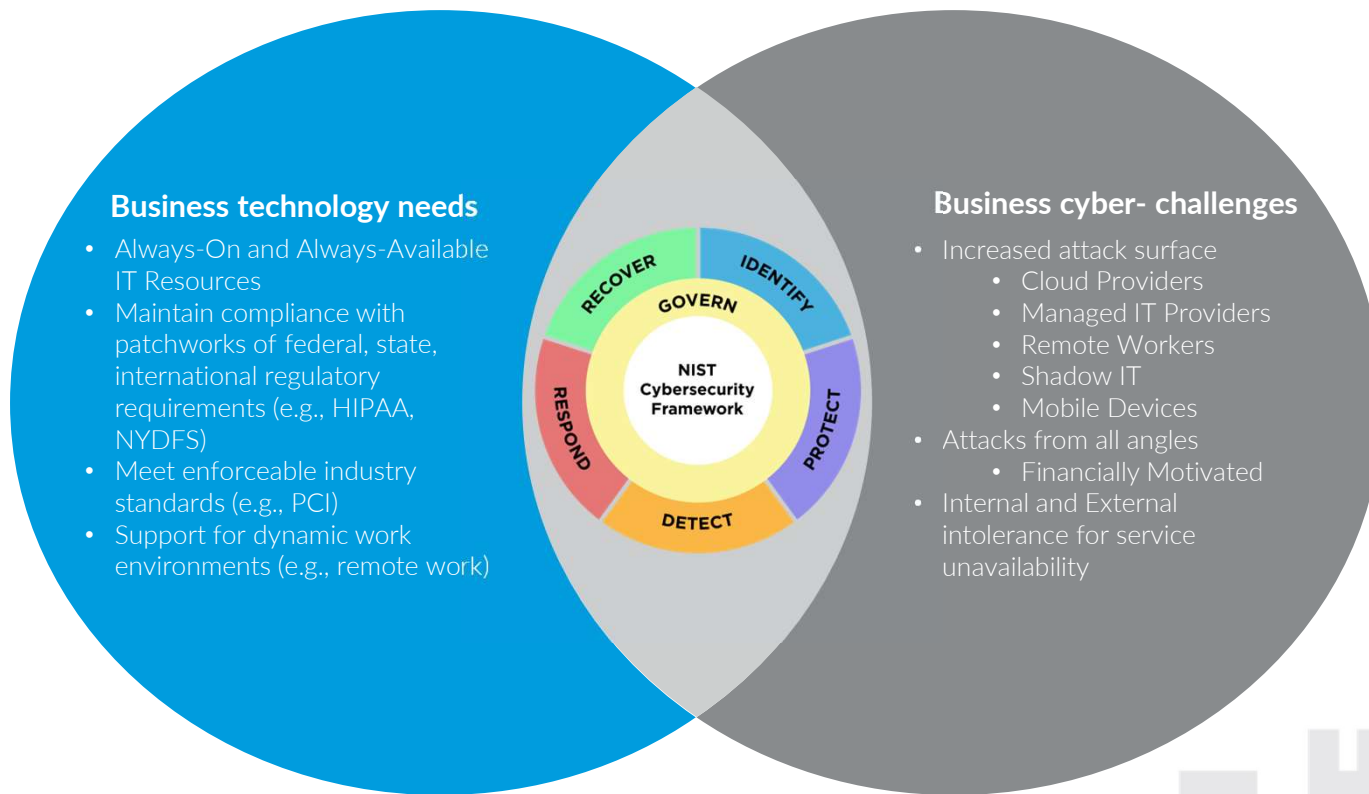 Business technology needs
• Always-On and Always-Available
IT Resources
• Maintain compliance with
patchworks of federal, state,
international regulatory
requirements (e.g., HIPAA,
NYDFS)
• Meet enforceable industry
standards (e.g., PCI)
• Support for dynamic work
environments (e.g., remote work)
RECOVER
IDENTIFY
GOVERN
NIST
Cybersecurity
Framework
RESPOND
PROTECT
DETECT
Business cyber- challenges
• Increased attack surface
• Cloud Providers
• Managed IT Providers
• Remote Workers
• Shadow IT
• Mobile Devices
• Attacks from all angles
• Financially Motivated
• Internal and External
intolerance for service
unavailability